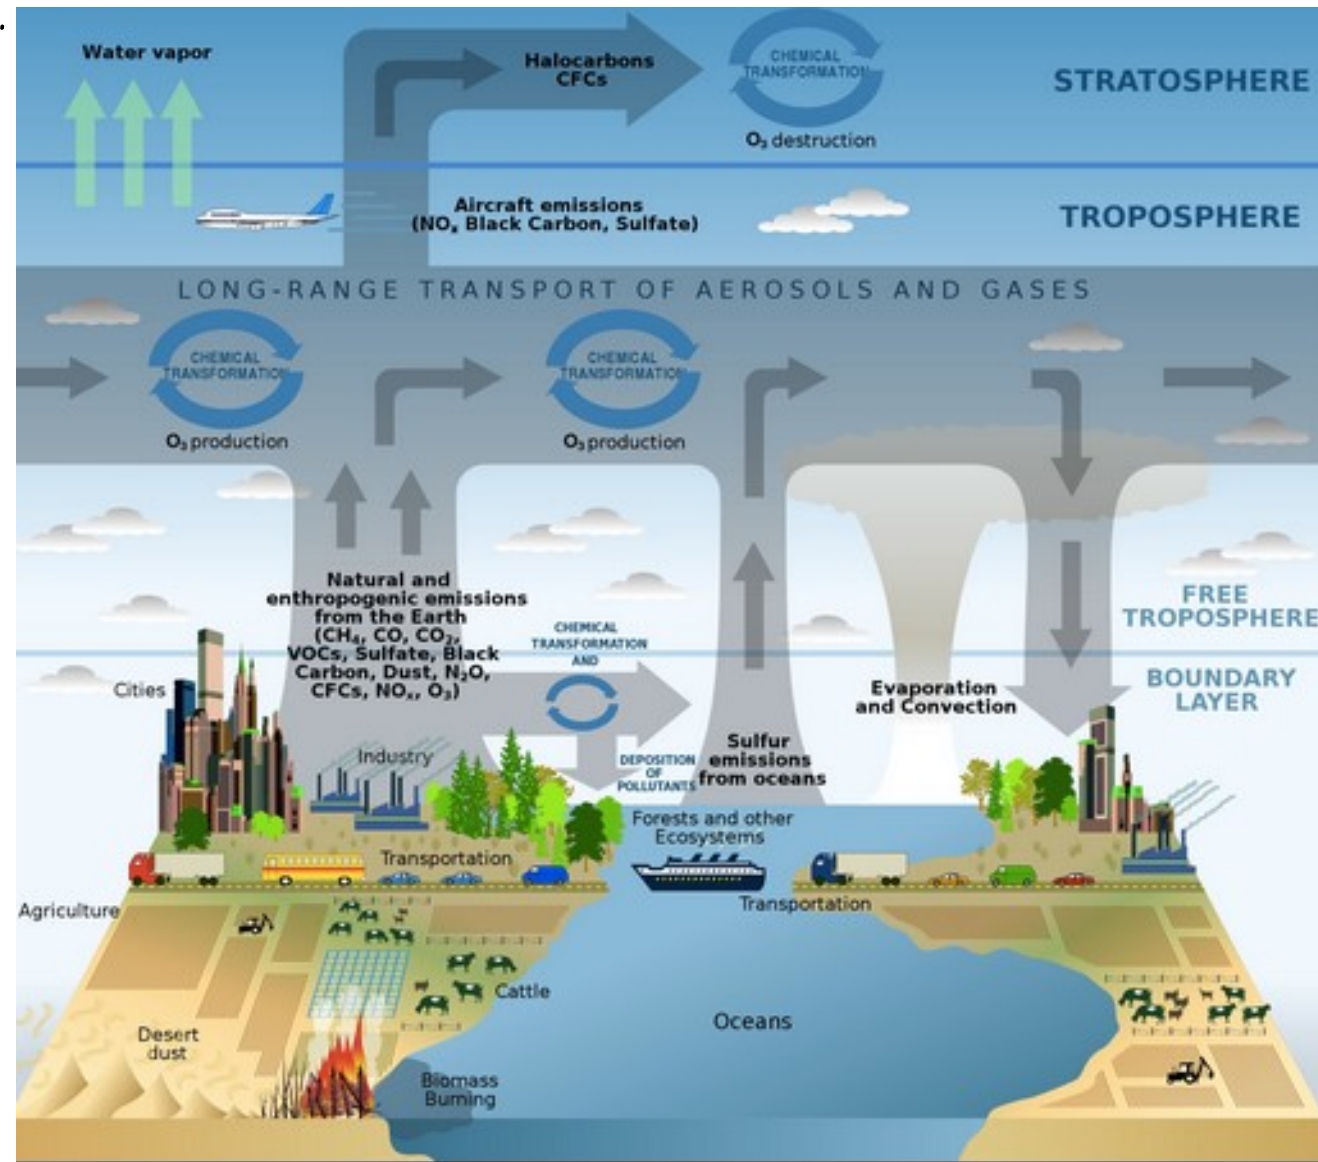 Water vapor
Halocarbons
CFCs
CHEMICAL
TRANSFORMATION
O₃ destruction
STRATOSPHERE
Aircraft emissions
(NOₓ Black Carbon, Sulfate)
TROPOSPHERE
LONG-RANGE TRANSPORT OF AEROSOLS AND GASES
CHEMICAL
TRANSFORMATION
O₃ production
CHEMICAL
TRANSFORMATION
O₃ production
Natural and
enthropogenic emissions
from the Earth
(CH₄, CO, CO₂,
VOCs, Sulfate, Black
Carbon, Dust, N₂O,
CFCs, NOₓ, O₃)
CHEMICAL
TRANSFORMATION
AND
DEPOSITION
OF
POLLUTANTS
FREE
TROPOSPHERE
BOUNDARY
LAYER
Cities
Industry
Sulfur
emissions
from oceans
Evaporation
and Convection
Forests and other
Ecosystems
Transportation
Transportation
Agriculture
Cattle
Oceans
Desert
dust
Biomass
Burning